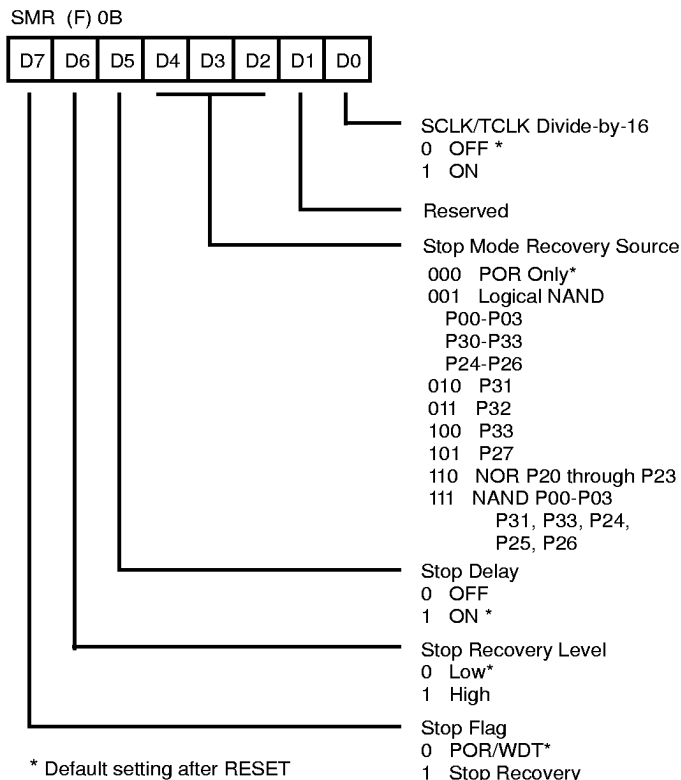 SMR (F) 0B
D7 D6 D5 D4 D3 D2 D1 D0
SCLK/TCLK Divide-by-16
0 OFF *
1 ON
Reserved
Stop Mode Recovery Source
000 POR Only*
001 Logical NAND
P00-P03
P30-P33
P24-P26
010 P31
011 P32
100 P33
101 P27
110 NOR P20 through P23
111 NAND P00-P03
P31, P33, P24,
P25, P26
Stop Delay
0 OFF
1 ON *
Stop Recovery Level
0 Low*
1 High
Stop Flag
0 POR/WDT*
1 Stop Recovery
* Default setting after RESET